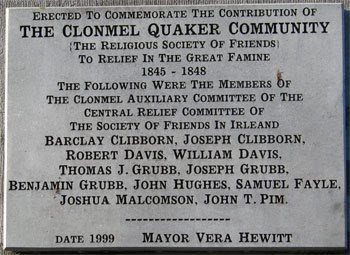 Erected To Commemorate The Contribution Of
The Clonmel Quaker Community
(The Religious Society Of Friends)
To Relief In The Great Famine
1845 - 1848
The Following Were The Members Of
The Clonmel Auxiliary Committee Of The
Central Relief Committee Of
The Society Of Friends In Irleand
Barclay Clibborn, Joseph Clibborn,
Robert Davis, William Davis,
Thomas J. Grubb, Joseph Grubb,
Benjamin Grubb, John Hughes, Samuel Fayle,
Joshua Malcomson, John T. Pim.
--------------------
Date 1999 Mayor Vera Hewitt